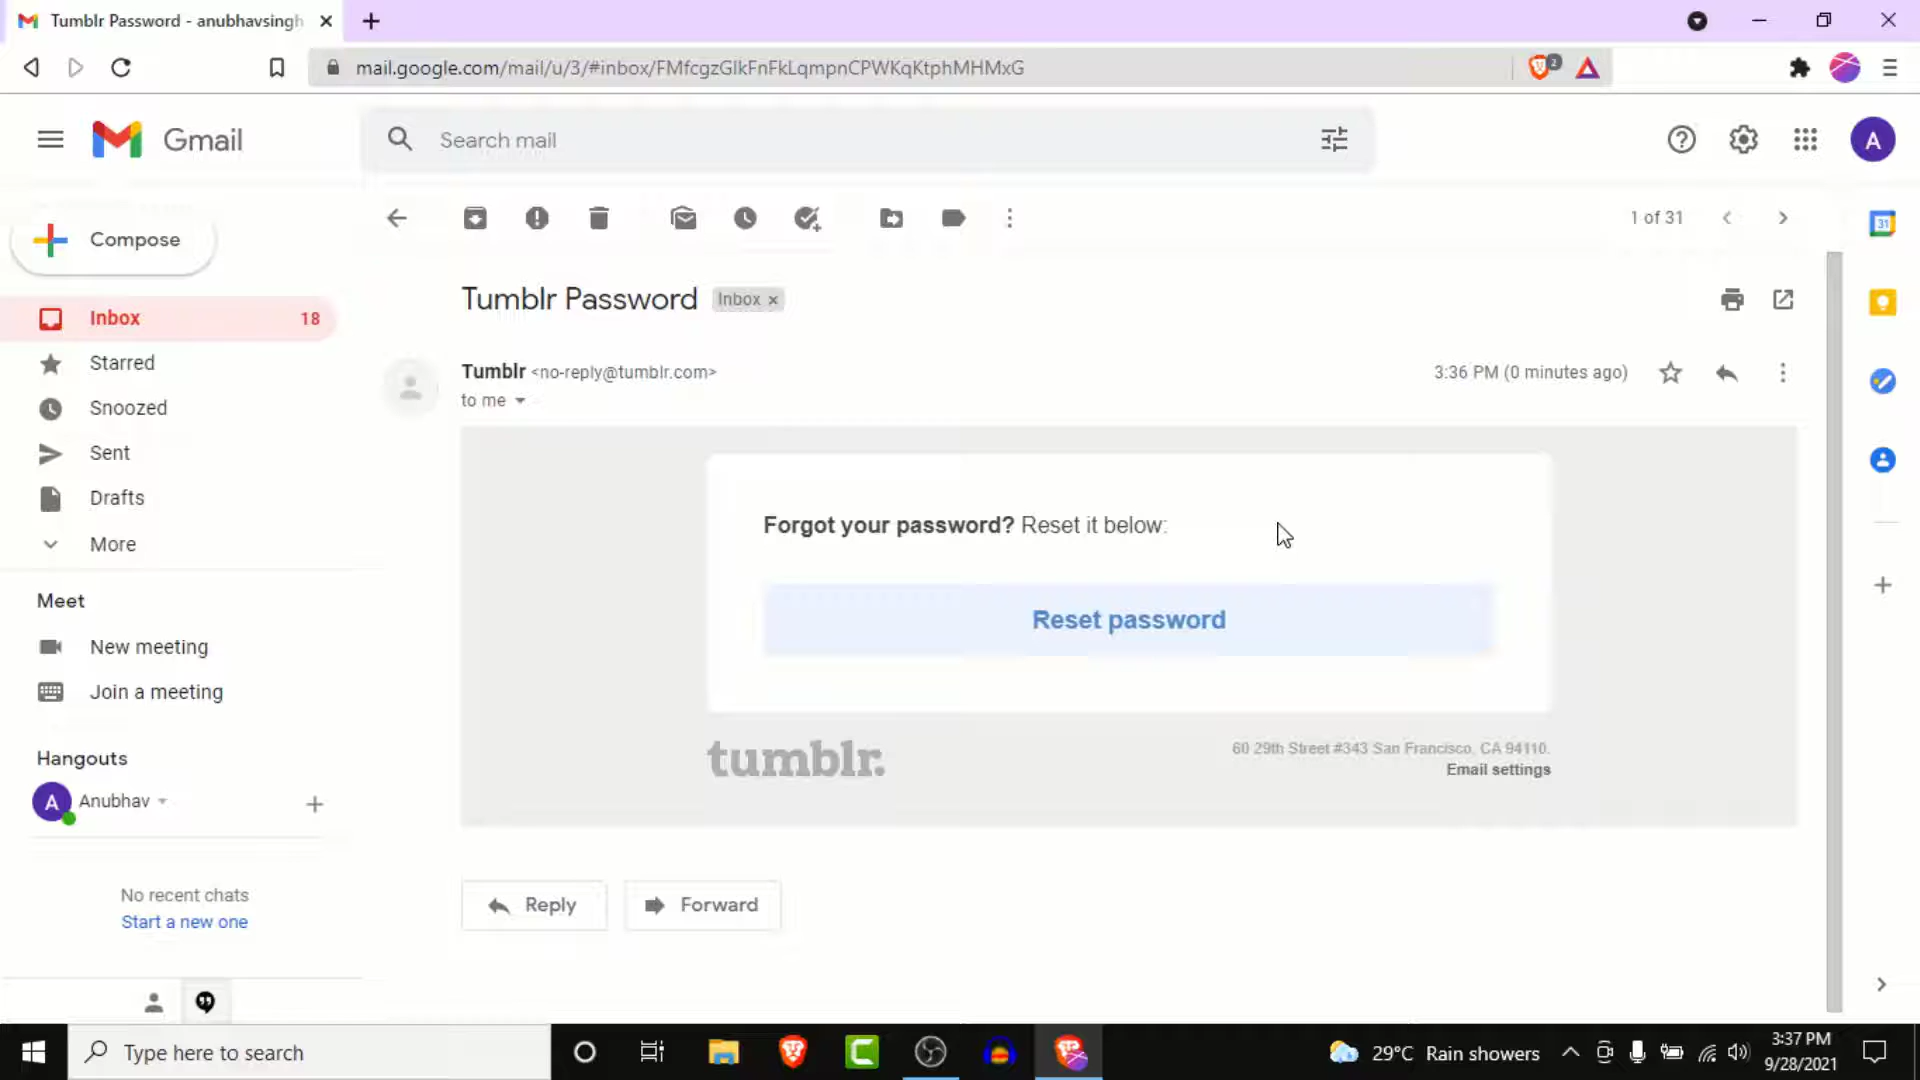 Tumblr Password - anubhavsingh
mail.google.com/mail/u/3/#inbox/FMfcgzGlkFnFkLqmpnCPWKqKtphMHMxG
2
Gmail
Search mail
A
Compose
1 of 31
31
Tumblr Password
Inbox ×
Inbox 18
Starred
Snoozed
Sent
Drafts
More
Tumblr <no-reply@tumblr.com>
3:36 PM (0 minutes ago)
to me
Forgot your password? Reset it below:
Reset password
tumblr.
60 29th Street #343 San Francisco, CA 94110.
Email settings
Meet
New meeting
Join a meeting
Hangouts
A Anubhav
No recent chats
Start a new one
Reply
Forward
Type here to search
29°C Rain showers
3:37 PM
9/28/2021